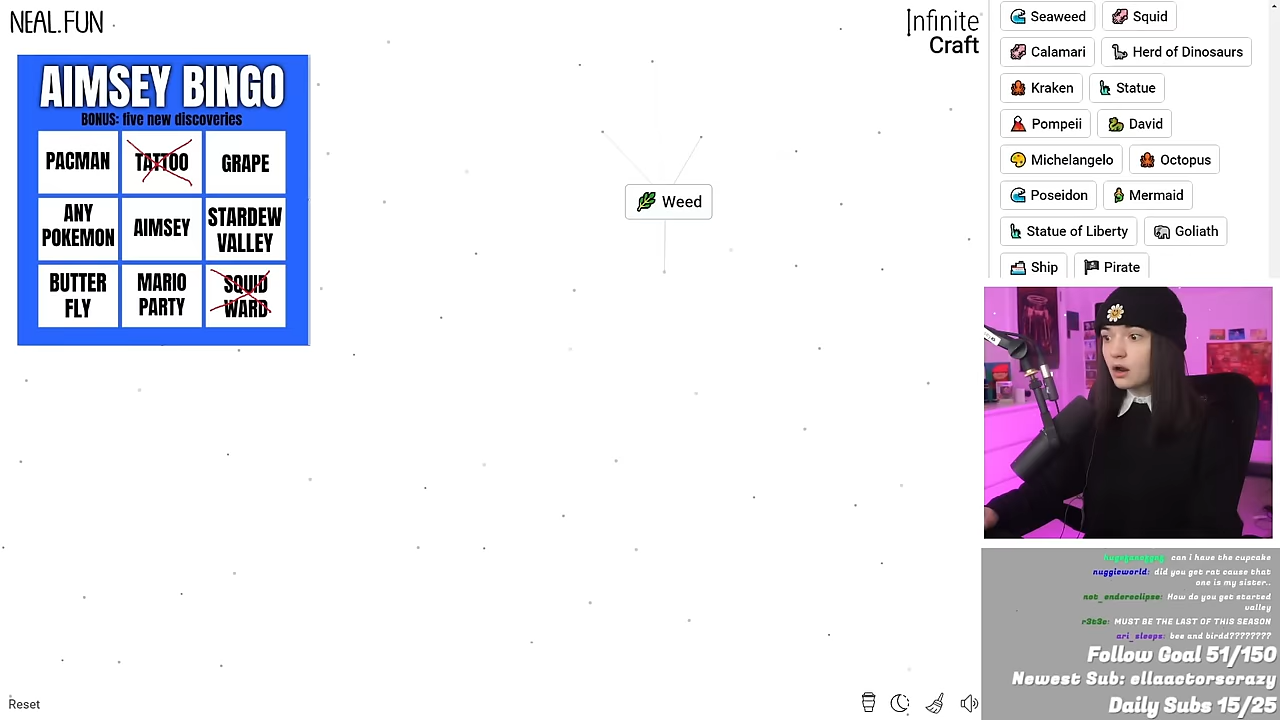 NEAL.FUN
Infinite
Craft
AIMSEY BINGO
BONUS: five new discoveries
PACMAN
TATTOO
GRAPE
ANY
POKEMON
AIMSEY
STARDEW
VALLEY
BUTTER
FLY
MARIO
PARTY
SQUID
WARD
Weed
Seaweed
Squid
Calamari
Herd of Dinosaurs
Kraken
Statue
Pompeii
David
Michelangelo
Octopus
Poseidon
Mermaid
Statue of Liberty
Goliath
Ship
Pirate
can i have the cupcake
nuggieworld: did you get rat cause that
one is my sister..
not_endereclipse: How do you get started
valley
r3t3e: MUST BE THE LAST OF THIS SEASON
ari_sleeps: bee and birdd????????
Follow Goal 51/150
Newest Sub: ellaactorscrazy
Daily Subs 15/25
Reset